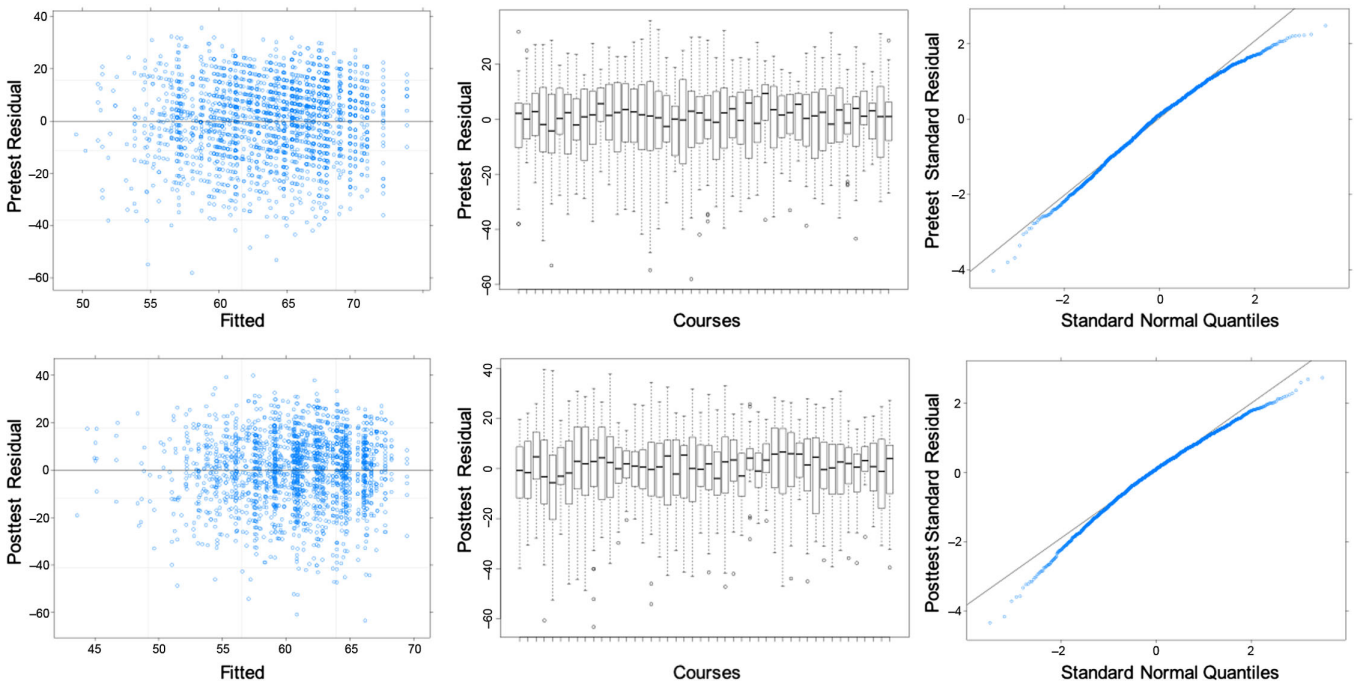 40
20
0
−20
−40
−60
Pretest Residual
50 55 60 65 70
Fitted
20
0
−20
−40
−60
Pretest Residual
Courses
2
0
−2
−4
Pretest Standard Residual
−2 0 2
Standard Normal Quantiles
40
20
0
−20
−40
−60
Posttest Residual
45 50 55 60 65 70
Fitted
40
20
0
−20
−40
−60
Posttest Residual
Courses
2
0
−2
−4
Posttest Standard Residual
−2 0 2
Standard Normal Quantiles